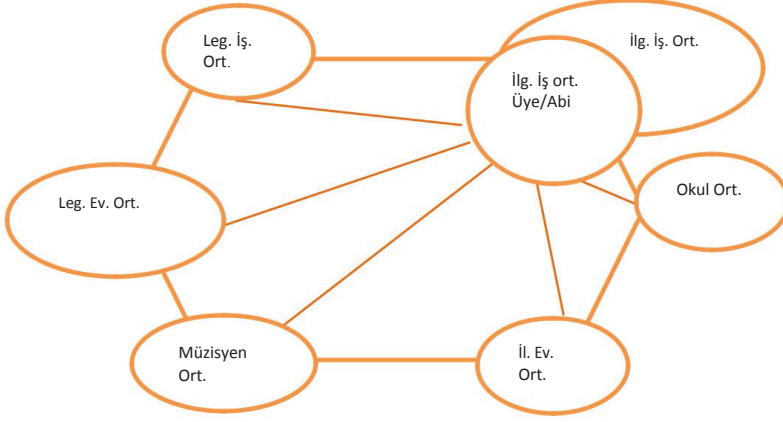 Leg. İş.
Ort.
İlg. İş. Ort.
İlg. İş ort.
Üye/Abi
Leg. Ev. Ort.
Okul Ort.
Müzisyen
Ort.
İl. Ev.
Ort.